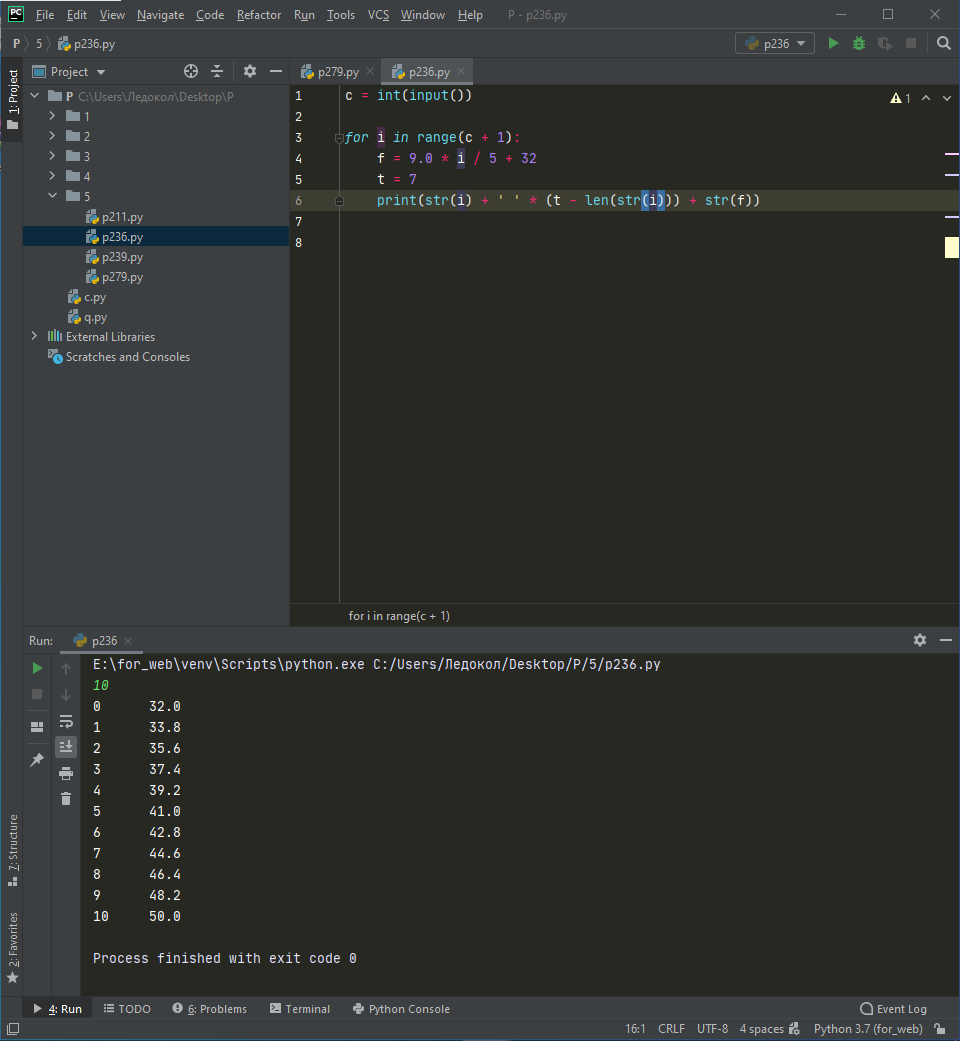 PC File Edit View Navigate Code Refactor Run Tools VCS Window Help P - p236.py
P 5 p236.py p236
1: Project
Project
p279.py p236.py
P C:\Users\Ледокол\Desktop\P
1
2
3
4
5
p211.py
p236.py
p239.py
p279.py
c.py
q.py
External Libraries
Scratches and Consoles
1 c = int(input()) 1
2
3 for i in range(c + 1):
4 f = 9.0 * i / 5 + 32
5 t = 7
6 print(str(i) + ' ' * (t - len(str(i))) + str(f))
7
8
for i in range(c + 1)
Run: p236
E:\for_web\venv\Scripts\python.exe C:/Users/Ледокол/Desktop/P/5/p236.py
10
0 32.0
1 33.8
2 35.6
3 37.4
4 39.2
5 41.0
6 42.8
7 44.6
8 46.4
9 48.2
10 50.0
Process finished with exit code 0
7: Structure
2: Favorites
4: Run TODO 6: Problems Terminal Python Console Event Log
16:1 CRLF UTF-8 4 spaces Python 3.7 (for_web)